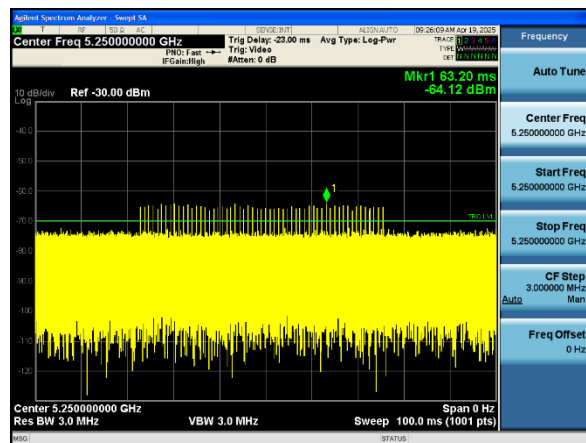 Agilent Spectrum Analyzer - Swept SA
RF 50 Ω AC SENSE:INT ALIGN AUTO 09:26:09 AM Apr 19, 2025
Center Freq 5.250000000 GHz
PNO: Fast
IFGain:High
Trig Delay: -23.00 ms
Trig: Video
#Atten: 0 dB
Avg Type: Log-Pwr
TRACE 1 2 3 4 5 6
TYPE
DET N N N N N N
Mkr1 63.20 ms
-64.12 dBm
10 dB/div Ref -30.00 dBm
Log
-40.0
-50.0
-60.0
-70.0
-80.0
-90.0
-100
-110
-120
1
TRIG LVL
Center 5.250000000 GHz Span 0 Hz
Res BW 3.0 MHz VBW 3.0 MHz Sweep 100.0 ms (1001 pts)
MSG STATUS
Frequency
Auto Tune
Center Freq
5.250000000 GHz
Start Freq
5.250000000 GHz
Stop Freq
5.250000000 GHz
CF Step
3.000000 MHz
Auto Man
Freq Offset
0 Hz